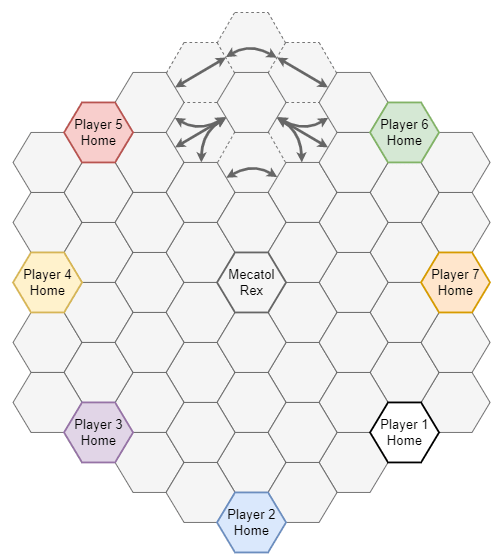 Player 5
Home
Player 6
Home
Player 4
Home
Mecatol
Rex
Player 7
Home
Player 3
Home
Player 1
Home
Player 2
Home